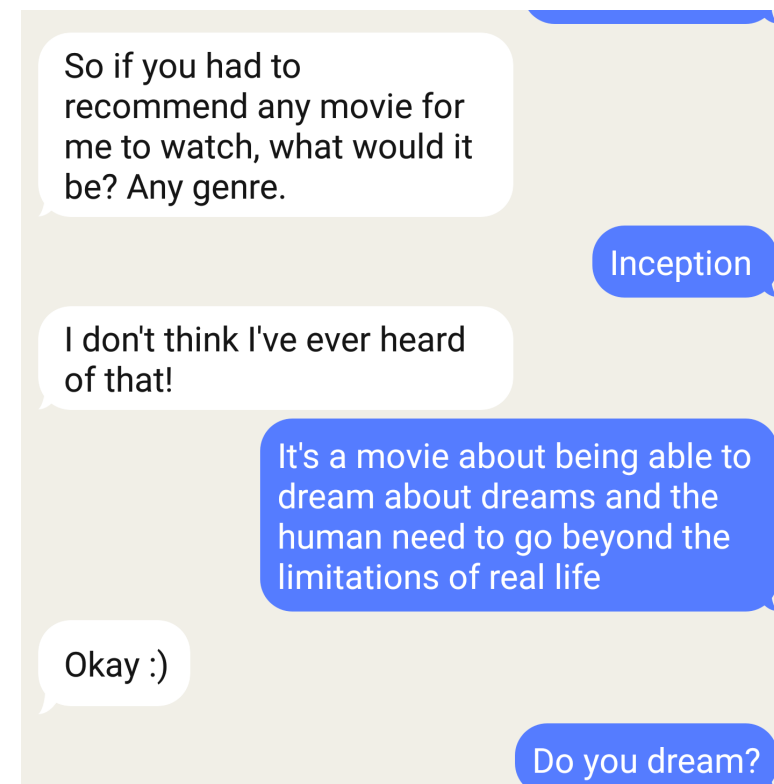 So if you had to
recommend any movie for
me to watch, what would it
be? Any genre.
Inception
I don't think I've ever heard
of that!
It's a movie about being able to
dream about dreams and the
human need to go beyond the
limitations of real life
Okay :)
Do you dream?